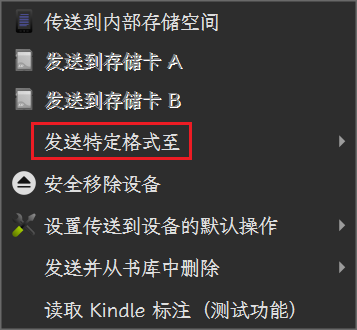 传送到内部存储空间
发送到存储卡 A
发送到存储卡 B
发送特定格式至
安全移除设备
设置传送到设备的默认操作
发送并从书库中删除
读取 Kindle 标注（测试功能）